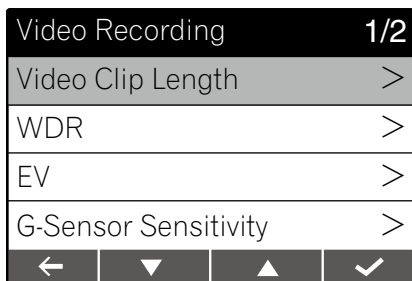 Video Recording 1/2
Video Clip Length >
WDR >
EV >
G-Sensor Sensitivity >